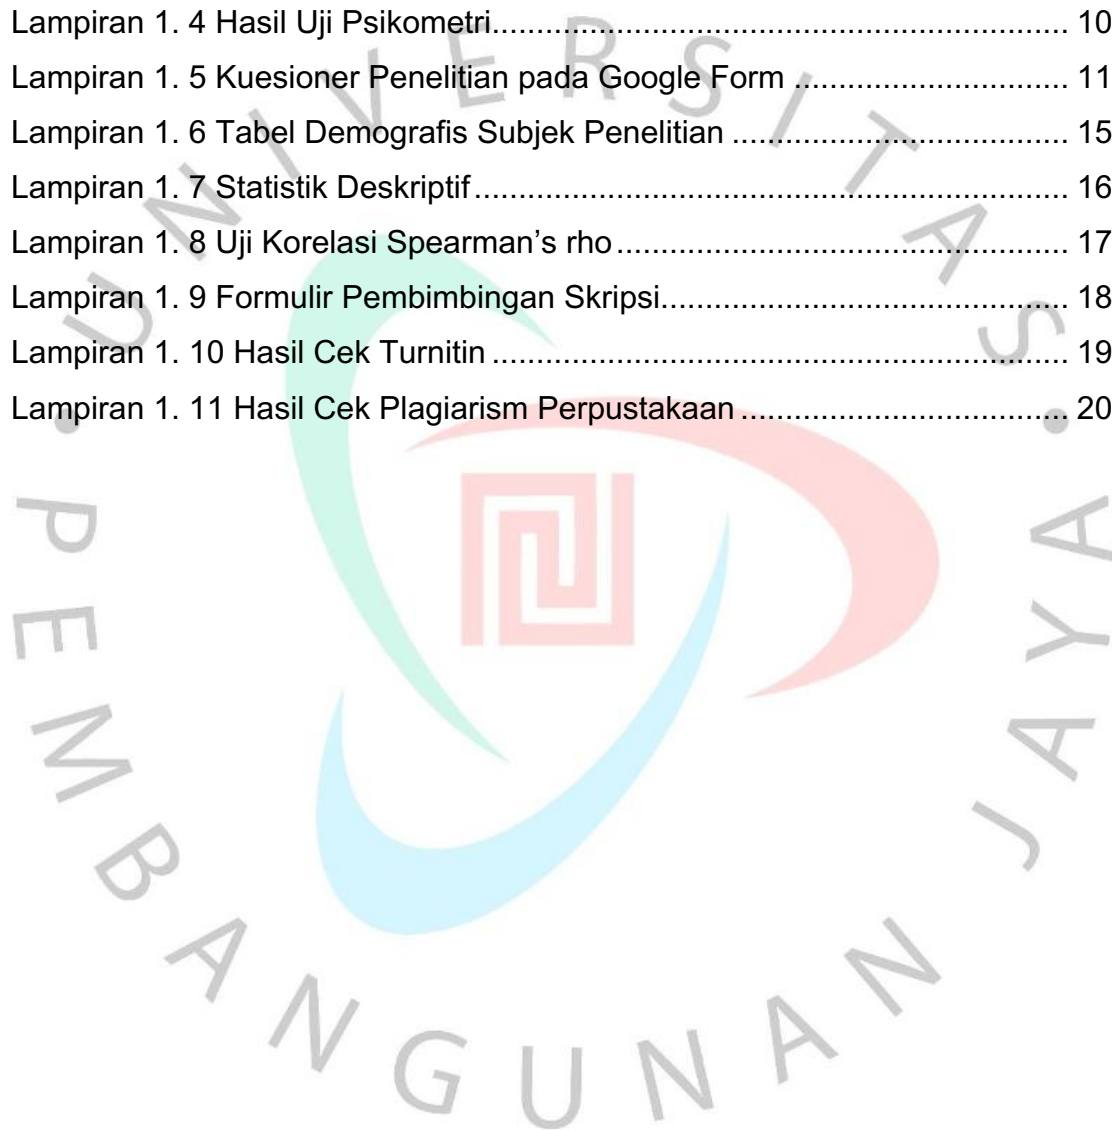 Lampiran 1. 4 Hasil Uji Psikometri........................................................................ 10
Lampiran 1. 5 Kuesioner Penelitian pada Google Form .................................. 11
Lampiran 1. 6 Tabel Demografis Subjek Penelitian .......................................... 15
Lampiran 1. 7 Statistik Deskriptif.......................................................................... 16
Lampiran 1. 8 Uji Korelasi Spearman’s rho........................................................ 17
Lampiran 1. 9 Formulir Pembimbingan Skripsi................................................... 18
Lampiran 1. 10 Hasil Cek Turnitin ........................................................................ 19
Lampiran 1. 11 Hasil Cek Plagiarism Perpustakaan ......................................... 20
UNIVERSITAS • PEMBANGUNAN JAYA •